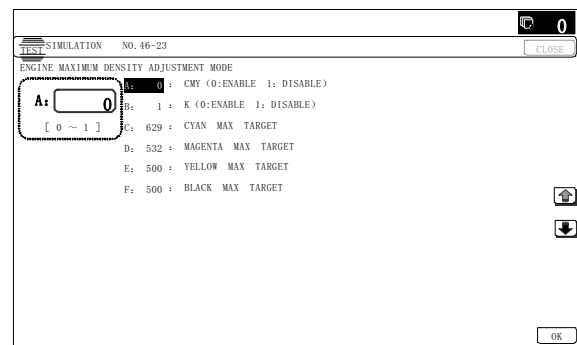 0
TEST SIMULATION NO.46-23 CLOSE
ENGINE MAXIMUM DENSITY ADJUSTMENT MODE
A: 0
[ 0 ~ 1 ]
A: 0 : CMY (0:ENABLE 1: DISABLE)
B: 1 : K (0:ENABLE 1: DISABLE)
C: 629 : CYAN MAX TARGET
D: 532 : MAGENTA MAX TARGET
E: 500 : YELLOW MAX TARGET
F: 500 : BLACK MAX TARGET
OK